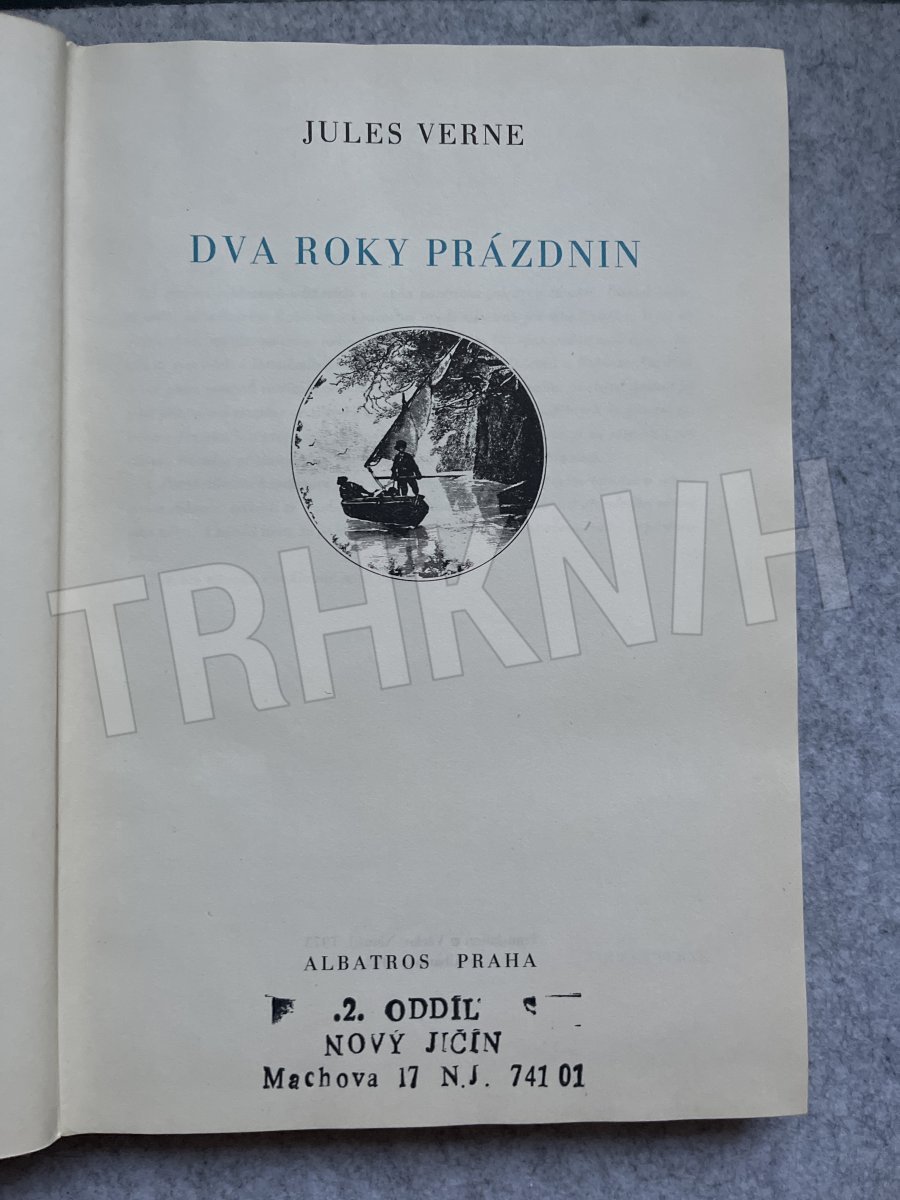 JULES VERNE
DVA ROKY PRÁZDNIN
TRHKNIH
ALBATROS PRAHA
.2. ODDÍL
NOVÝ JIČÍN
Machova 17 N.J. 741 01